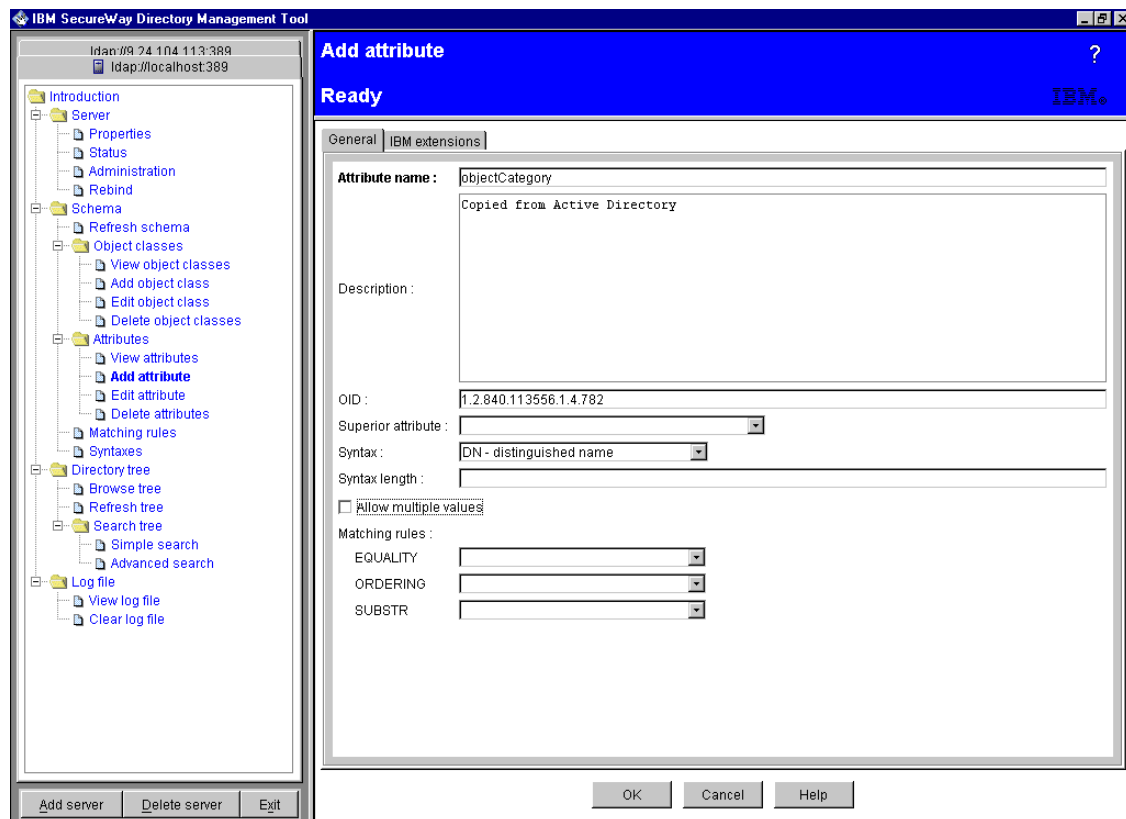 IBM SecureWay Directory Management Tool
ldap://9.24.104.113:389
ldap://localhost:389
Introduction
Server
Properties
Status
Administration
Rebind
Schema
Refresh schema
Object classes
View object classes
Add object class
Edit object class
Delete object classes
Attributes
View attributes
Add attribute
Edit attribute
Delete attributes
Matching rules
Syntaxes
Directory tree
Browse tree
Refresh tree
Search tree
Simple search
Advanced search
Log file
View log file
Clear log file
Add server
Delete server
Exit
Add attribute
?
Ready
IBM®
General
IBM extensions
Attribute name :
objectCategory
Description :
Copied from Active Directory
OID :
1.2.840.113556.1.4.782
Superior attribute :
Syntax :
DN - distinguished name
Syntax length :
Allow multiple values
Matching rules :
EQUALITY
ORDERING
SUBSTR
OK
Cancel
Help